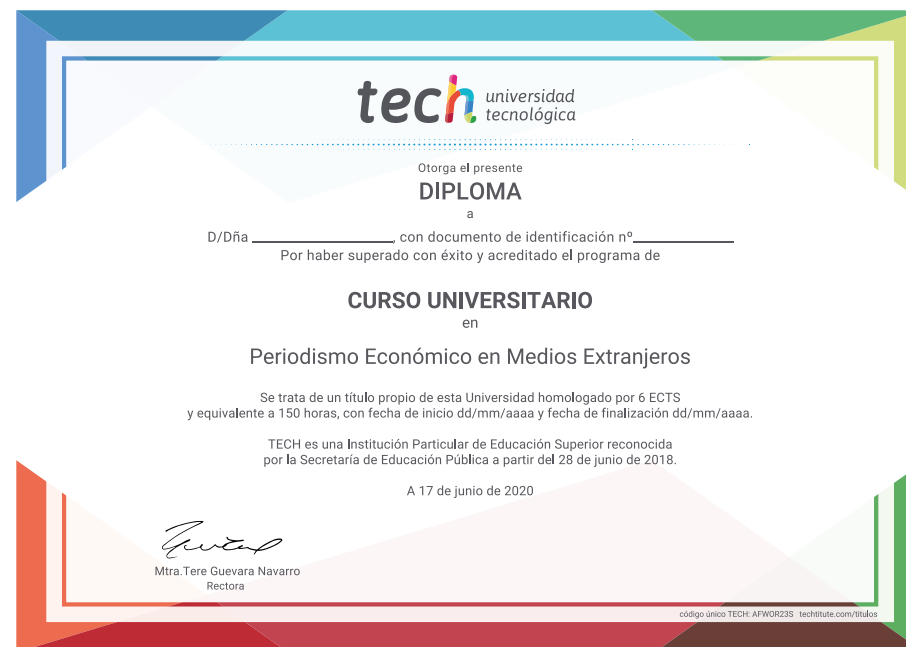 tech universidad
tecnológica
Otorga el presente
DIPLOMA
a
D/Dña ____________________, con documento de identificación nº______________
Por haber superado con éxito y acreditado el programa de
CURSO UNIVERSITARIO
en
Periodismo Económico en Medios Extranjeros
Se trata de un título propio de esta Universidad homologado por 6 ECTS
y equivalente a 150 horas, con fecha de inicio dd/mm/aaaa y fecha de finalización dd/mm/aaaa.
TECH es una Institución Particular de Educación Superior reconocida
por la Secretaría de Educación Pública a partir del 28 de junio de 2018.
A 17 de junio de 2020
Mtra.Tere Guevara Navarro
Rectora
código único TECH: AFWOR23S techtitute.com/titulos